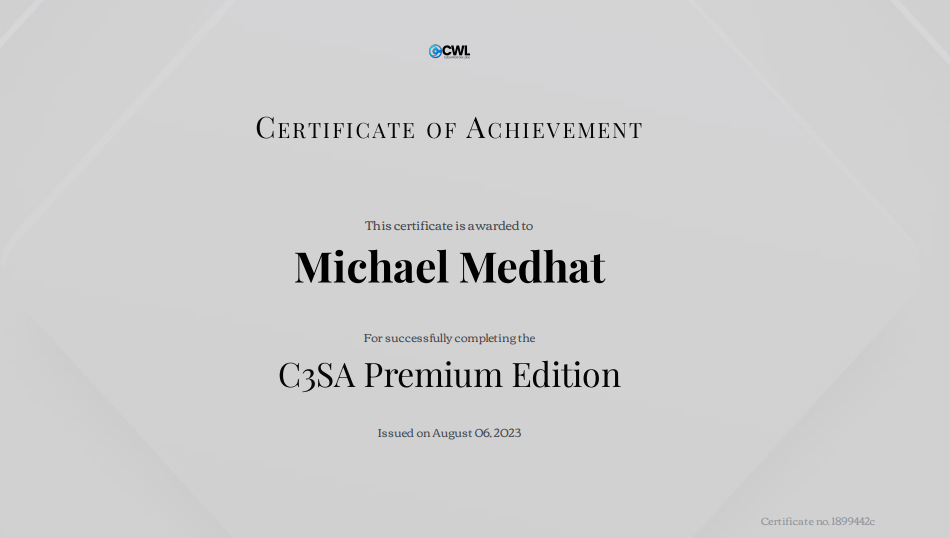 CWL
Certificate of Achievement
This certificate is awarded to
Michael Medhat
For successfully completing the
C3SA Premium Edition
Issued on August 06, 2023
Certificate no. 1899442c